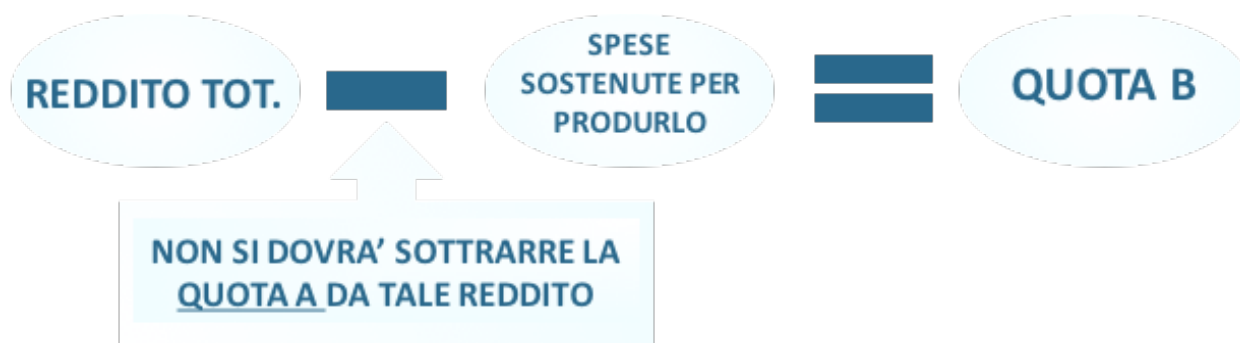 REDDITO TOT.
SPESE
SOSTENUTE PER
PRODURLO
QUOTA B
NON SI DOVRA’ SOTTRARRE LA
QUOTA A DA TALE REDDITO